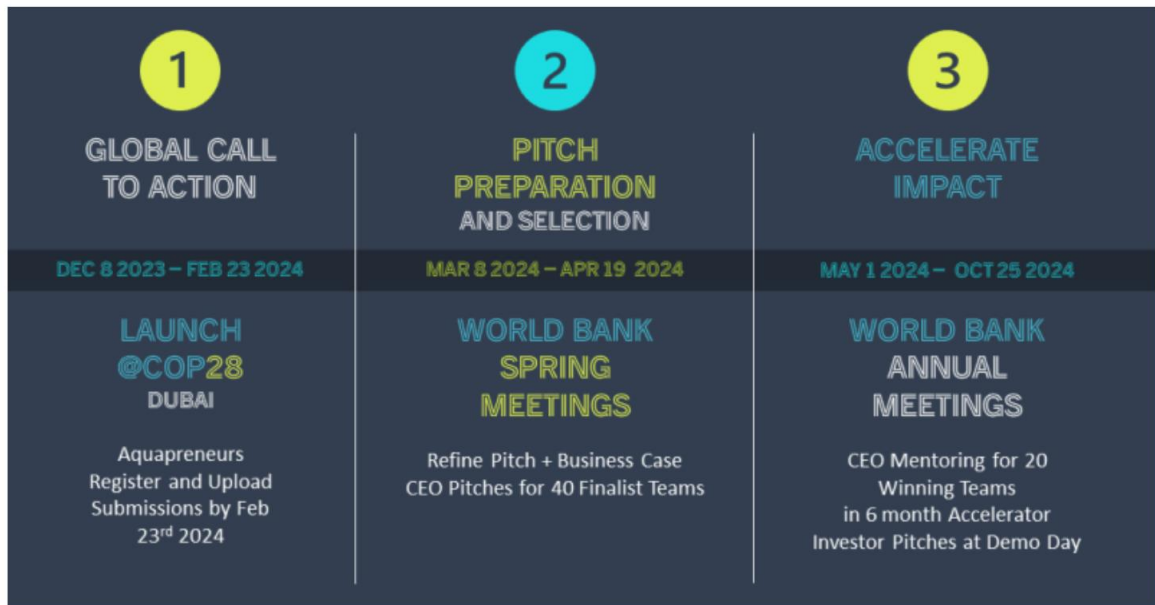 1
GLOBAL CALL
TO ACTION
DEC 8 2023 – FEB 23 2024
LAUNCH
@COP28
DUBAI
Aquapreneurs
Register and Upload
Submissions by Feb
23rd 2024
2
PITCH
PREPARATION
AND SELECTION
MAR 8 2024 – APR 19 2024
WORLD BANK
SPRING
MEETINGS
Refine Pitch + Business Case
CEO Pitches for 40 Finalist Teams
3
ACCELERATE
IMPACT
MAY 1 2024 – OCT 25 2024
WORLD BANK
ANNUAL
MEETINGS
CEO Mentoring for 20
Winning Teams
in 6 month Accelerator
Investor Pitches at Demo Day